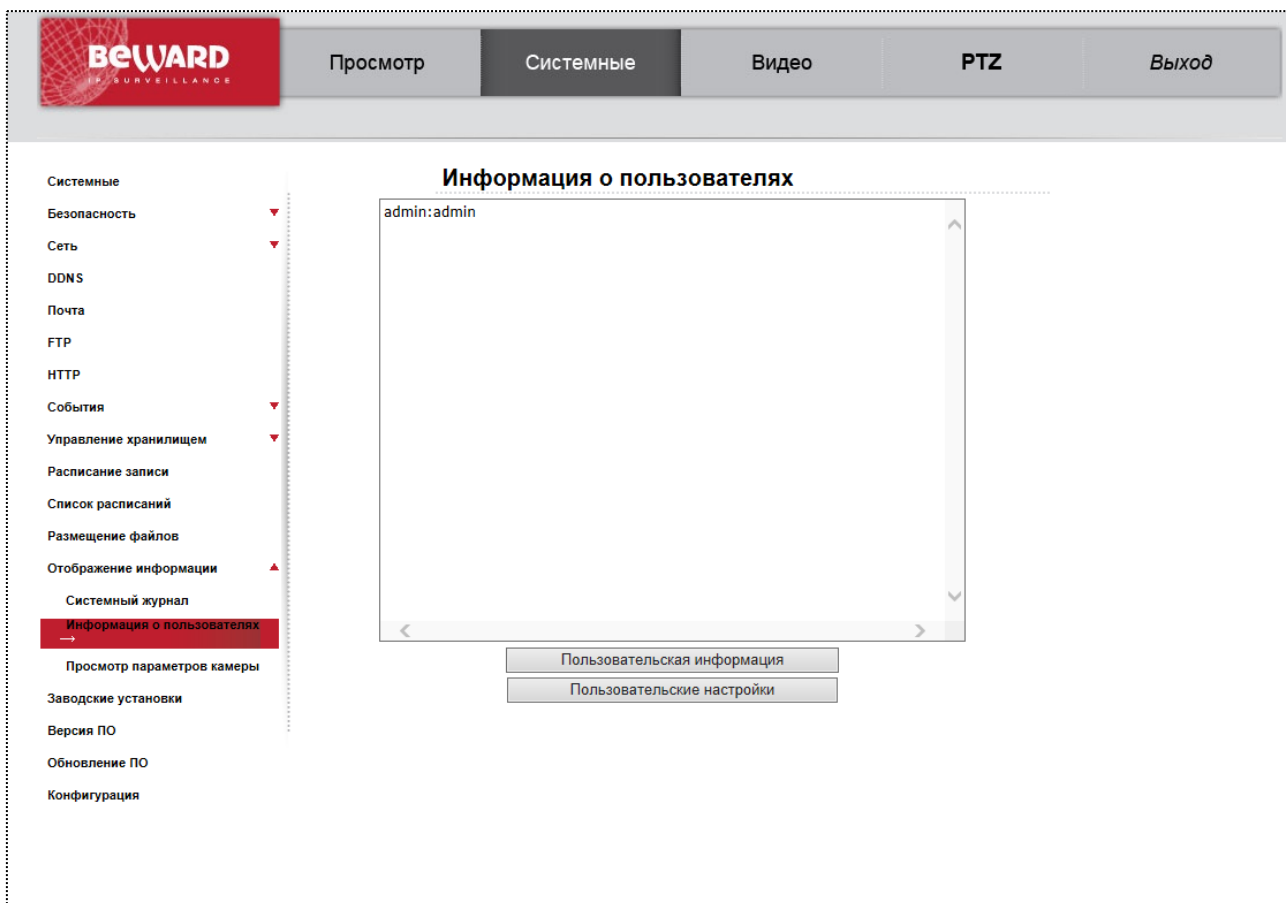 BEWARD
IP SURVEILLANCE
Просмотр
Системные
Видео
PTZ
Выход
Системные
Безопасность
Сеть
DDNS
Почта
FTP
HTTP
События
Управление хранилищем
Расписание записи
Список расписаний
Размещение файлов
Отображение информации
Системный журнал
Информация о пользователях
→
Просмотр параметров камеры
Заводские установки
Версия ПО
Обновление ПО
Конфигурация
Информация о пользователях
admin:admin
Пользовательская информация
Пользовательские настройки